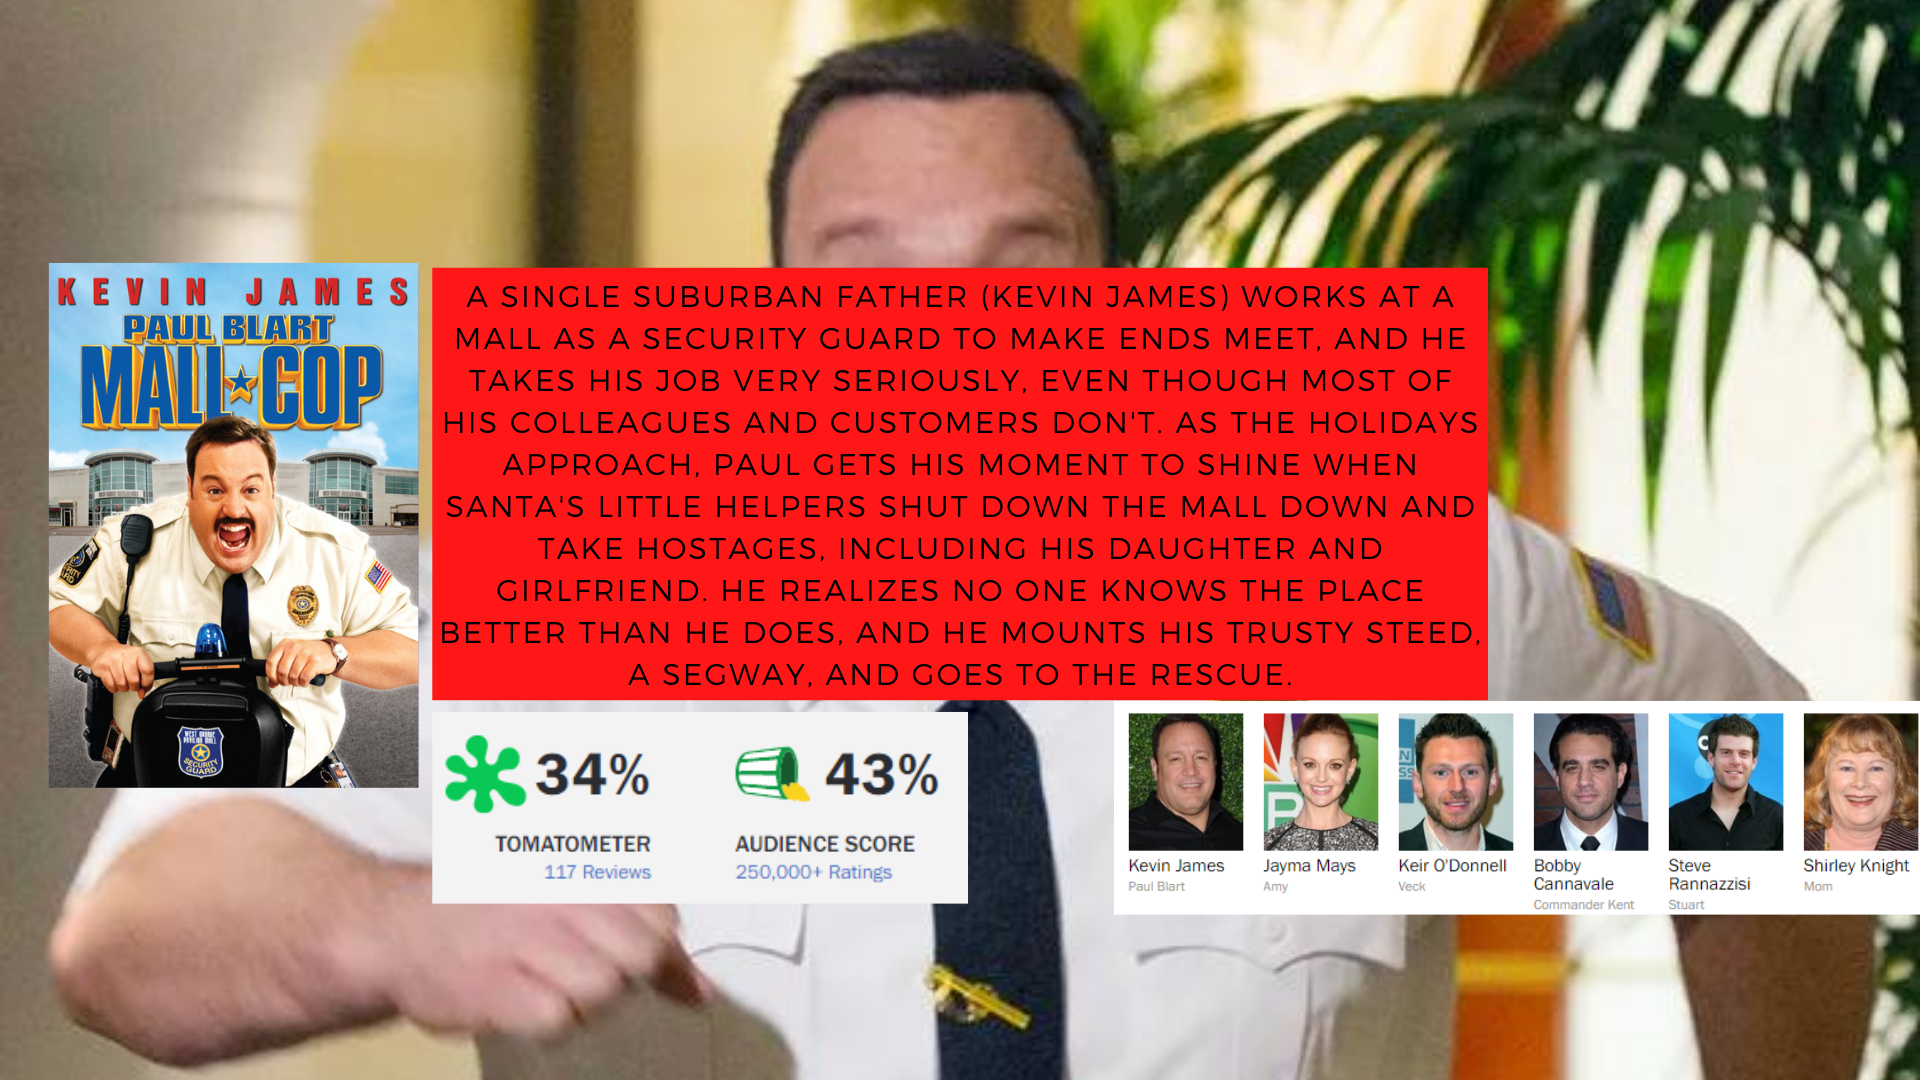 KEVIN JAMES
PAUL BLART
MALL COP
WEST ORANGE
PAVILION MALL
SECURITY
GUARD
A SINGLE SUBURBAN FATHER (KEVIN JAMES) WORKS AT A
MALL AS A SECURITY GUARD TO MAKE ENDS MEET, AND HE
TAKES HIS JOB VERY SERIOUSLY, EVEN THOUGH MOST OF
HIS COLLEAGUES AND CUSTOMERS DON'T. AS THE HOLIDAYS
APPROACH, PAUL GETS HIS MOMENT TO SHINE WHEN
SANTA'S LITTLE HELPERS SHUT DOWN THE MALL DOWN AND
TAKE HOSTAGES, INCLUDING HIS DAUGHTER AND
GIRLFRIEND. HE REALIZES NO ONE KNOWS THE PLACE
BETTER THAN HE DOES, AND HE MOUNTS HIS TRUSTY STEED,
A SEGWAY, AND GOES TO THE RESCUE.
34%
TOMATOMETER
117 Reviews
43%
AUDIENCE SCORE
250,000+ Ratings
Kevin James
Paul Blart
Jayma Mays
Amy
Keir O'Donnell
Veck
Bobby
Cannavale
Commander Kent
Steve
Rannazzisi
Stuart
Shirley Knight
Mom